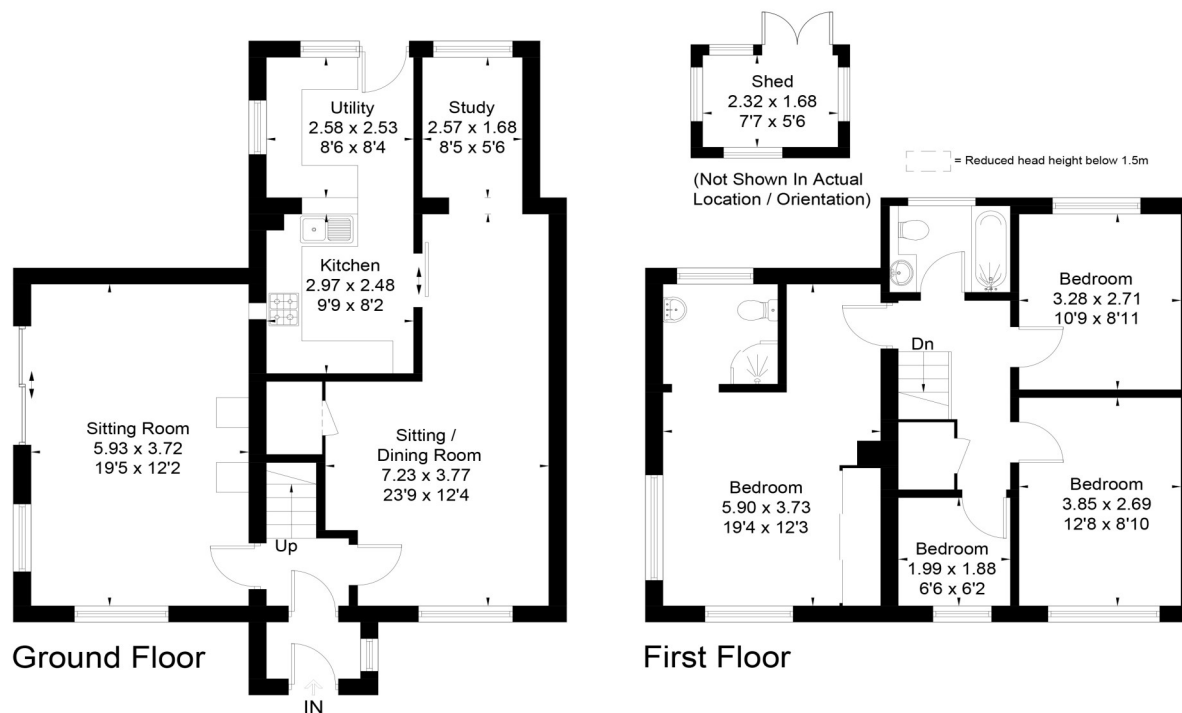 Utility
2.58 x 2.53
8'6 x 8'4
Study
2.57 x 1.68
8'5 x 5'6
Kitchen
2.97 x 2.48
9'9 x 8'2
Sitting Room
5.93 x 3.72
19'5 x 12'2
Sitting /
Dining Room
7.23 x 3.77
23'9 x 12'4
Up
IN
Ground Floor
Shed
2.32 x 1.68
7'7 x 5'6
(Not Shown In Actual
Location / Orientation)
= Reduced head height below 1.5m
Bedroom
3.28 x 2.71
10'9 x 8'11
Dn
Bedroom
5.90 x 3.73
19'4 x 12'3
Bedroom
3.85 x 2.69
12'8 x 8'10
Bedroom
1.99 x 1.88
6'6 x 6'2
First Floor